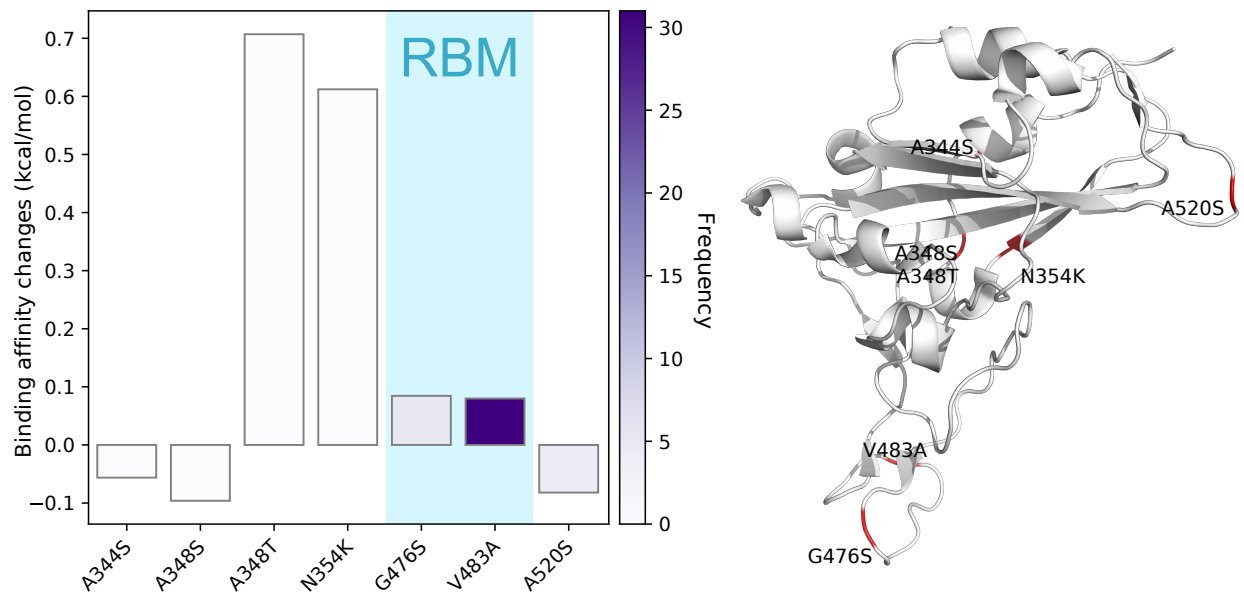 Binding affinity changes (kcal/mol)
0.7
0.6
0.5
0.4
0.3
0.2
0.1
0.0
−0.1
RBM
A344S
A348S
A348T
N354K
G476S
V483A
A520S
30
25
20
15
10
5
0
Frequency
A344S
A520S
A348S
A348T
N354K
V483A
G476S